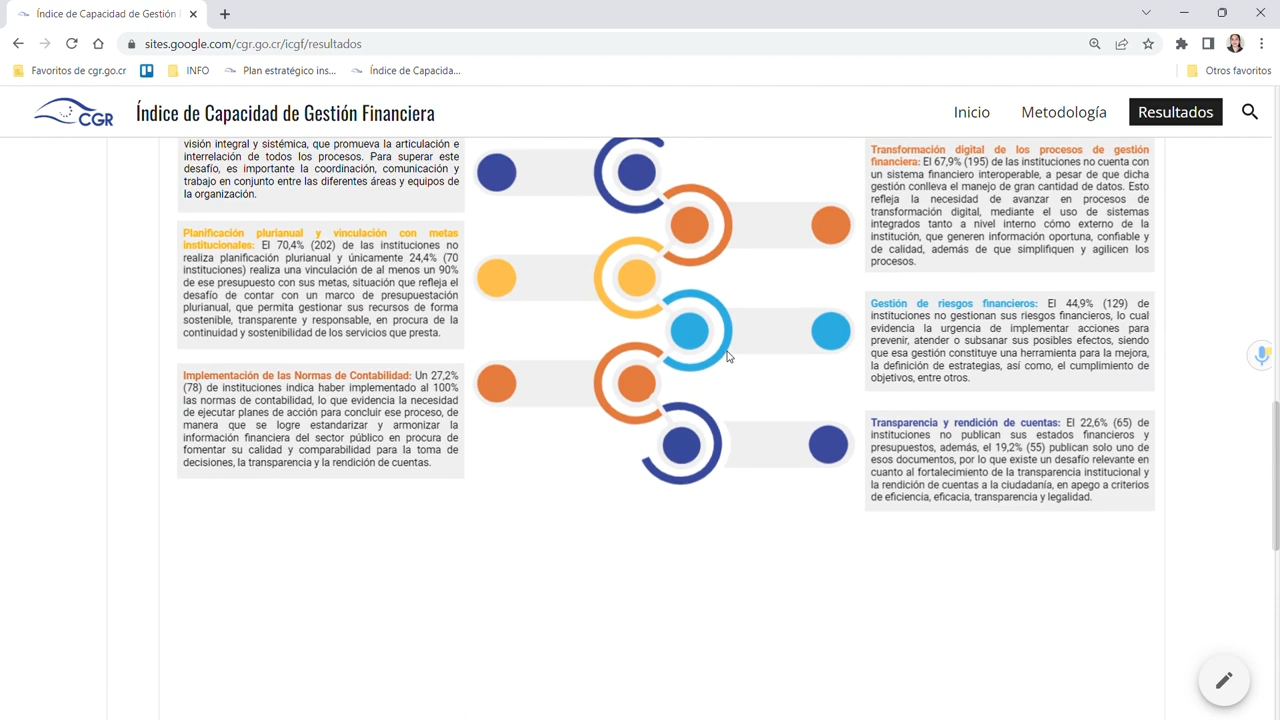 Índice de Capacidad de Gestión
sites.google.com/cgr.go.cr/icgf/resultados
Favoritos de cgr.go.cr
INFO
Plan estratégico ins...
Índice de Capacida...
Otros favoritos
CGR
Índice de Capacidad de Gestión Financiera
Inicio
Metodología
Resultados
visión integral y sistémica, que promueva la articulación e
interrelación de todos los procesos. Para superar este
desafío, es importante la coordinación, comunicación y
trabajo en conjunto entre las diferentes áreas y equipos de
la organización.
Planificación plurianual y vinculación con metas
institucionales: El 70,4% (202) de las instituciones no
realiza planificación plurianual y únicamente 24,4% (70
instituciones) realiza una vinculación de al menos un 90%
de ese presupuesto con sus metas, situación que refleja el
desafío de contar con un marco de presupuestación
plurianual, que permita gestionar sus recursos de forma
sostenible, transparente y responsable, en procura de la
continuidad y sostenibilidad de los servicios que presta.
Implementación de las Normas de Contabilidad: Un 27,2%
(78) de instituciones indica haber implementado al 100%
las normas de contabilidad, lo que evidencia la necesidad
de ejecutar planes de acción para concluir ese proceso, de
manera que se logre estandarizar y armonizar la
información financiera del sector público en procura de
fomentar su calidad y comparabilidad para la toma de
decisiones, la transparencia y la rendición de cuentas.
Transformación digital de los procesos de gestión
financiera: El 67,9% (195) de las instituciones no cuenta con
un sistema financiero interoperable, a pesar de que dicha
gestión conlleva el manejo de gran cantidad de datos. Esto
refleja la necesidad de avanzar en procesos de
transformación digital, mediante el uso de sistemas
integrados tanto a nivel interno cómo externo de la
institución, que generen información oportuna, confiable y
de calidad, además de que simplifiquen y agilicen los
procesos.
Gestión de riesgos financieros: El 44,9% (129) de
instituciones no gestionan sus riesgos financieros, lo cual
evidencia la urgencia de implementar acciones para
prevenir, atender o subsanar sus posibles efectos, siendo
que esa gestión constituye una herramienta para la mejora,
la definición de estrategias, así como, el cumplimiento de
objetivos, entre otros.
Transparencia y rendición de cuentas: El 22,6% (65) de
instituciones no publican sus estados financieros y
presupuestos, además, el 19,2% (55) publican solo uno de
esos documentos, por lo que existe un desafío relevante en
cuanto al fortalecimiento de la transparencia institucional y
la rendición de cuentas a la ciudadanía, en apego a criterios
de eficiencia, eficacia, transparencia y legalidad.